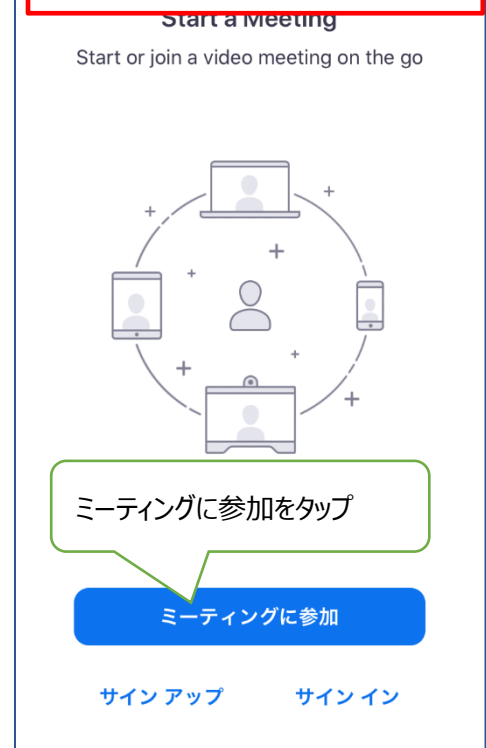 Start a Meeting
Start or join a video meeting on the go
ミーティングに参加をタップ
ミーティングに参加
サイン アップ
サイン イン